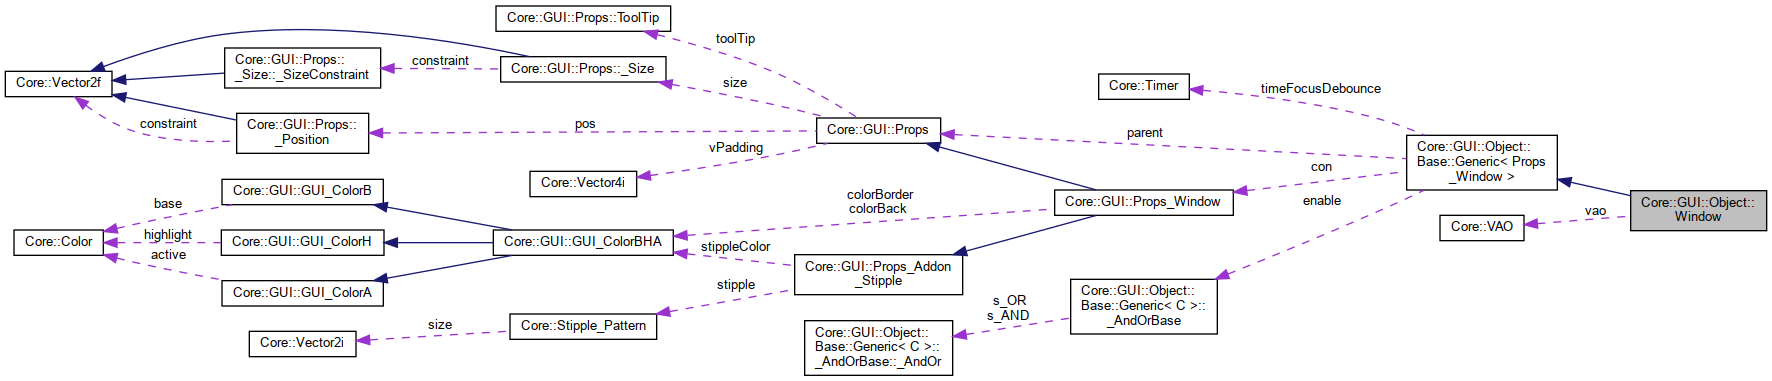 Core::GUI::Props::ToolTip
toolTip
Core::GUI::Props::
_Size::_SizeConstraint
constraint
Core::GUI::Props::_Size
size
Core::Vector2f
Core::Timer
timeFocusDebounce
constraint
Core::GUI::Props::
_Position
pos
Core::GUI::Props
parent
Core::GUI::Object::
Base::Generic< Props
_Window >
vPadding
Core::Vector4i
con
Core::GUI::GUI_ColorB
base
colorBorder
colorBack
Core::GUI::Props_Window
enable
Core::GUI::Object::
Window
vao
Core::VAO
Core::Color
highlight
active
Core::GUI::GUI_ColorH
Core::GUI::GUI_ColorBHA
stippleColor
Core::GUI::Props_Addon
_Stipple
Core::GUI::GUI_ColorA
stipple
Core::GUI::Object::
Base::Generic< C >::
_AndOrBase
s_OR
s_AND
Core::Vector2i
size
Core::Stipple_Pattern
Core::GUI::Object::
Base::Generic< C >::
_AndOrBase::_AndOr